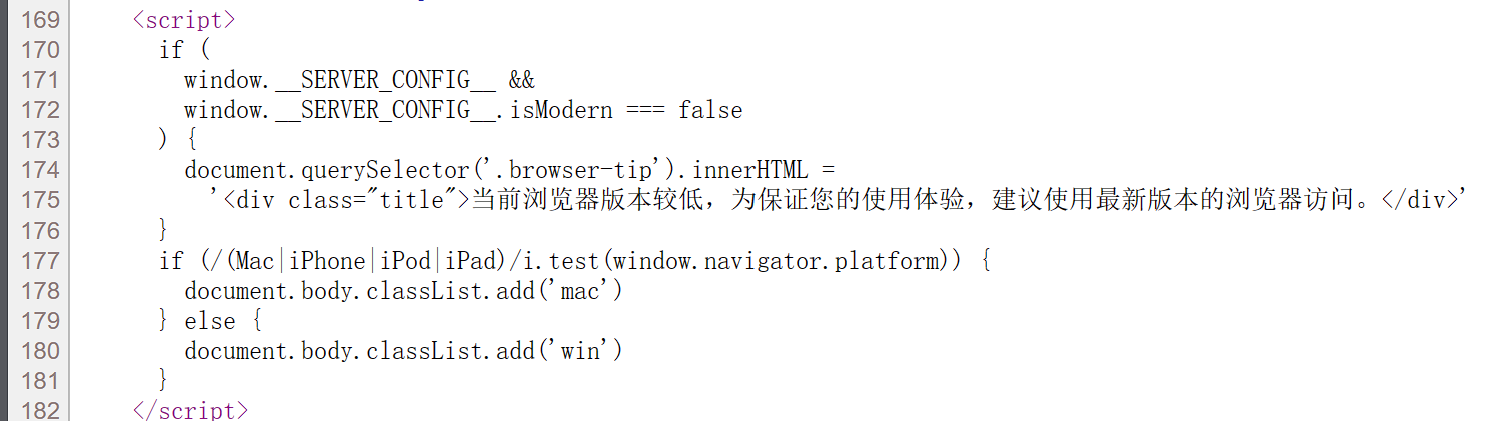 169 <script>
170 if (
171 window.__SERVER_CONFIG__ &&
172 window.__SERVER_CONFIG__.isModern === false
173 ) {
174 document.querySelector('.browser-tip').innerHTML =
175 '<div class="title">当前浏览器版本较低，为保证您的使用体验，建议使用最新版本的浏览器访问。</div>'
176 }
177 if (/(Mac|iPhone|iPod|iPad)/i.test(window.navigator.platform)) {
178 document.body.classList.add('mac')
179 } else {
180 document.body.classList.add('win')
181 }
182 </script>